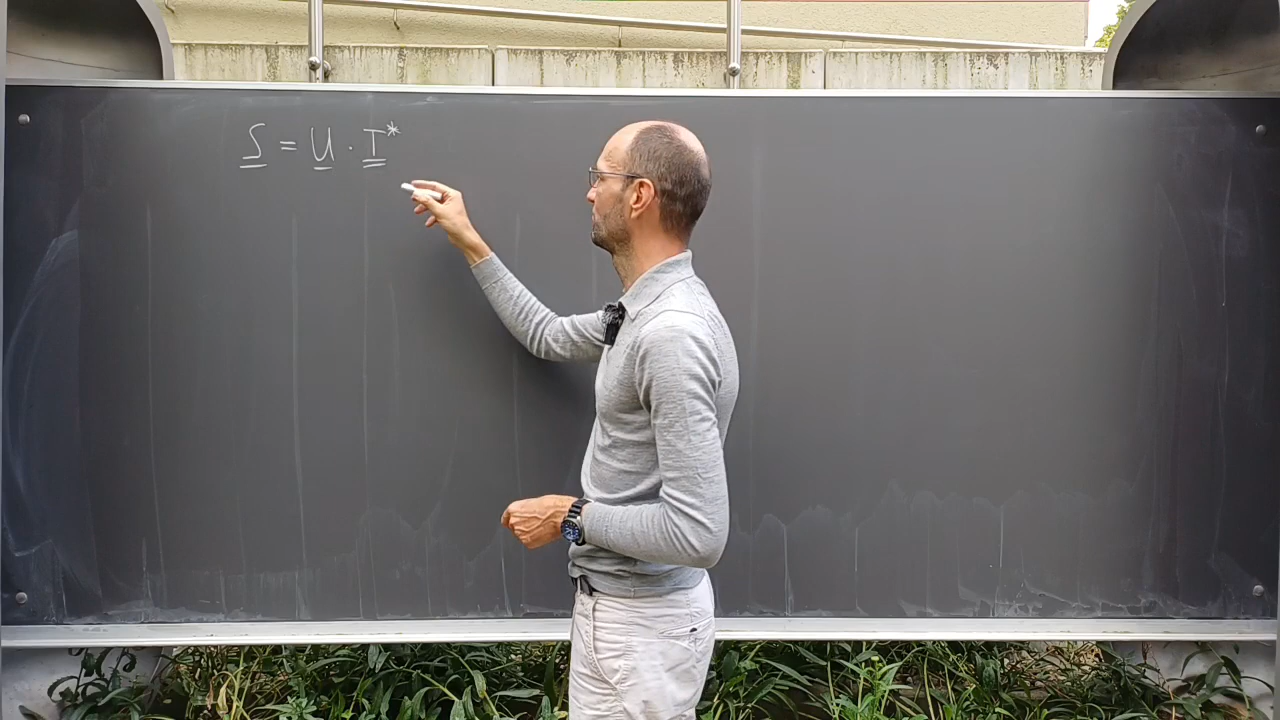 S = U · I*